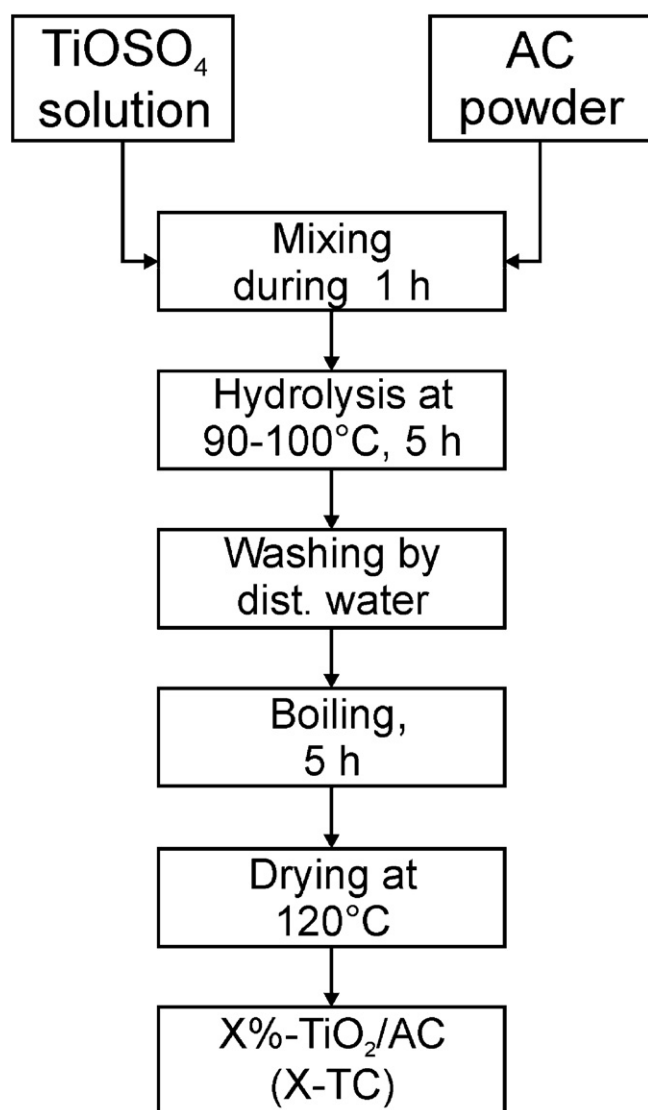 TiOSO₄
solution
AC
powder
Mixing
during 1 h
Hydrolysis at
90-100°C, 5 h
Washing by
dist. water
Boiling,
5 h
Drying at
120°C
X%-TiO₂/AC
(X-TC)